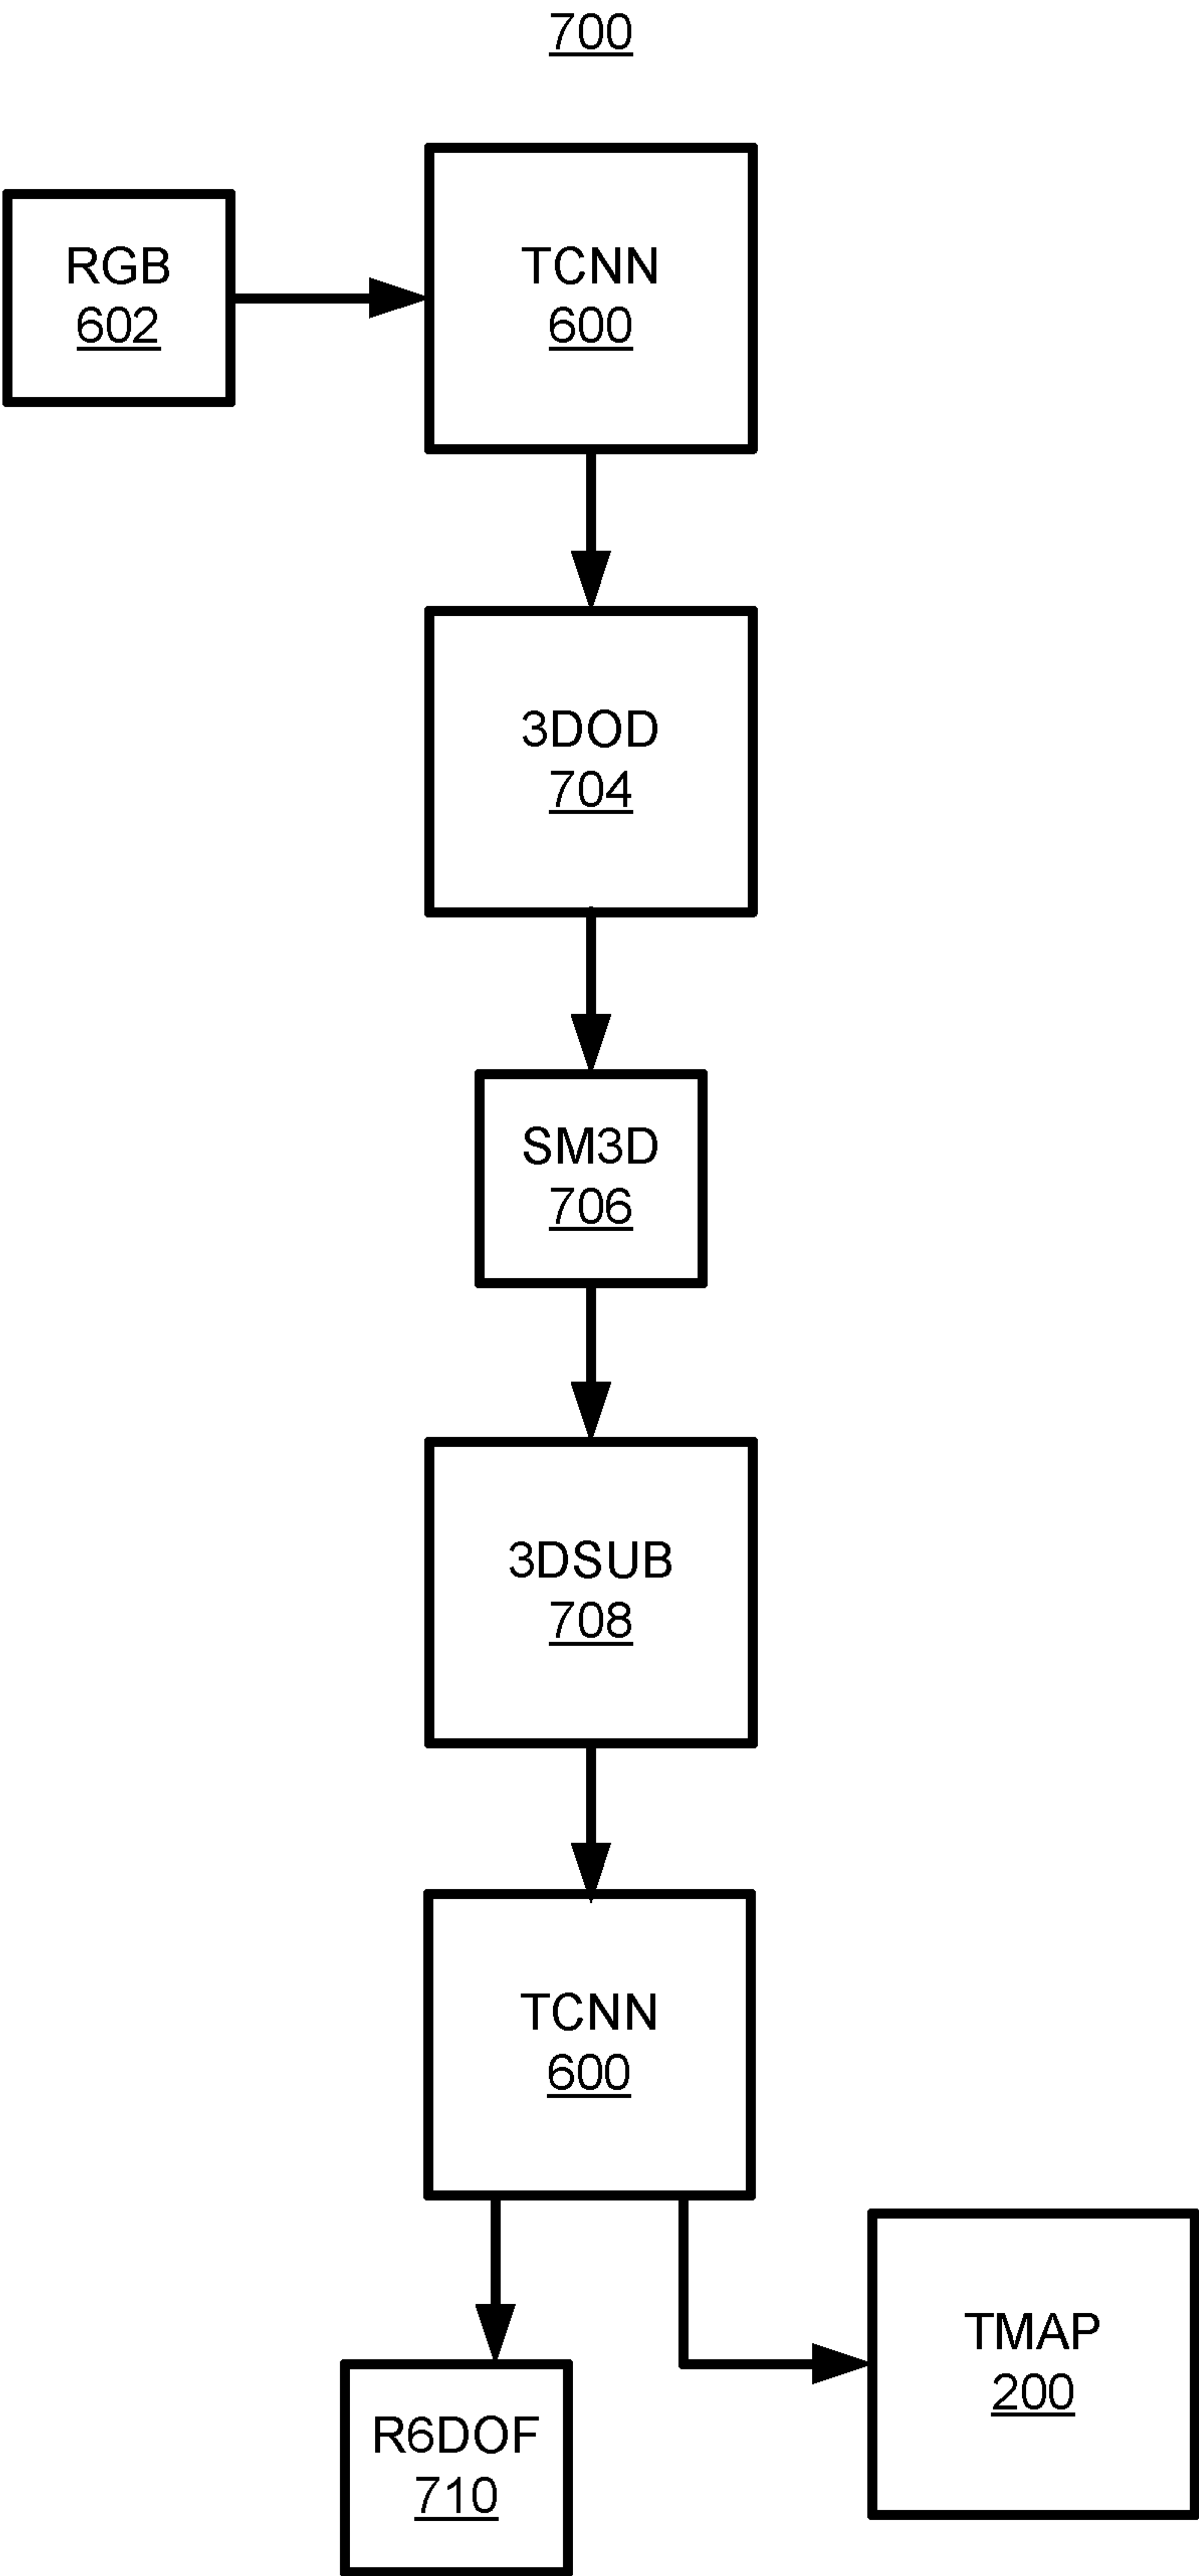 700
RGB
602
TCNN
600
3DOD
704
SM3D
706
3DSUB
708
TCNN
600
TMAP
200
R6DOF
710